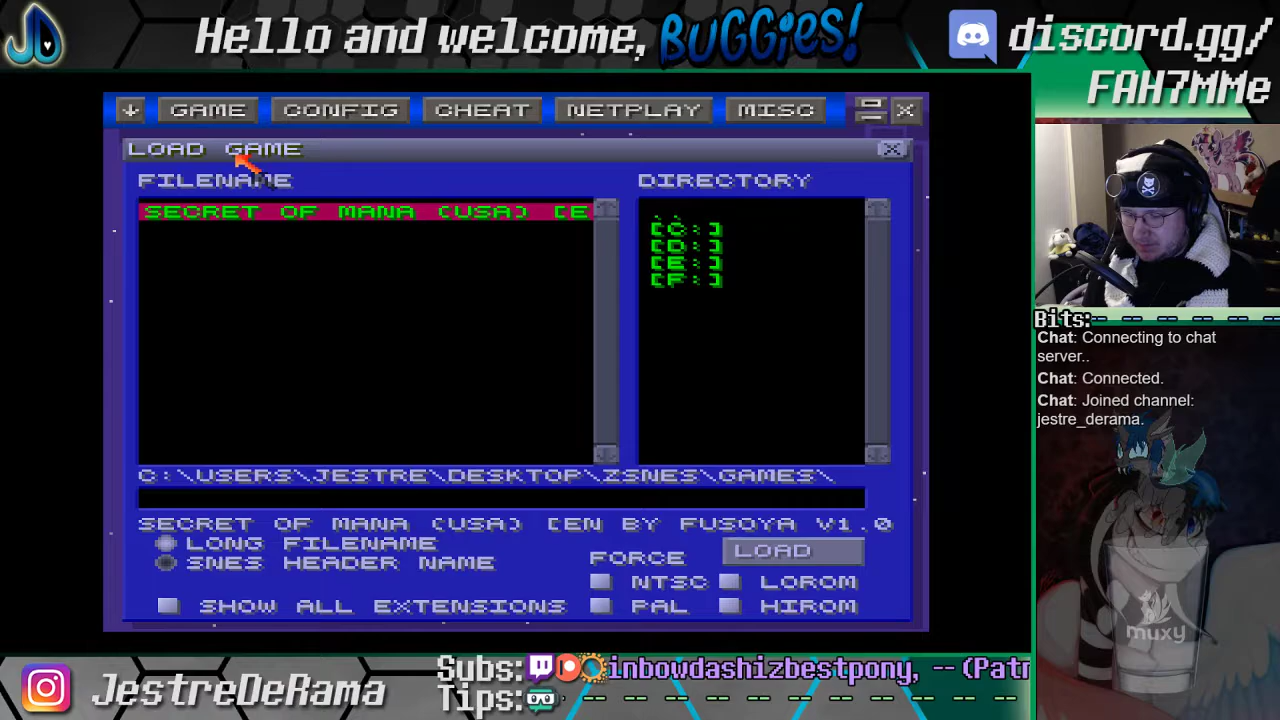 Hello and welcome, BUGGiES!
discord.gg/
FAH7MMe
GAME CONFIG CHEAT NETPLAY MISC
LOAD GAME
FILENAME DIRECTORY
SECRET OF MANA (USA) [E
..
[C:]
[D:]
[E:]
[F:]
C:\USERS\JESTRE\DESKTOP\ZSNES\GAMES\
SECRET OF MANA (USA) [EN BY FUSOYA V1.0
LONG FILENAME
SNES HEADER NAME
SHOW ALL EXTENSIONS
FORCE LOAD
NTSC LOROM
PAL HIROM
Bits: -- -- -- -- -- --
Chat: Connecting to chat
server..
Chat: Connected.
Chat: Joined channel:
jestre_derama.
muxy
JestreDeRama
Subs: inbowdashizbestpony, -- (Patr
Tips: -- -- -- -- -- -- -- -- -- --